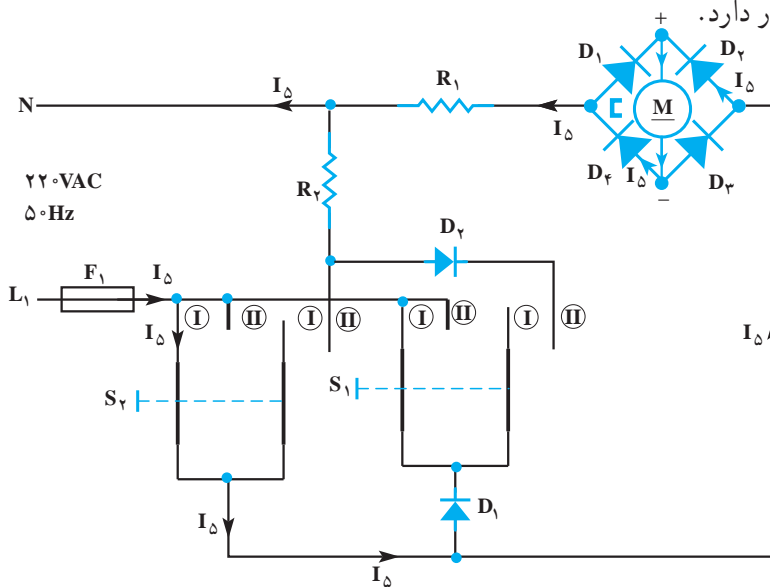 ر دارد.
+
D۱ D۲
R۱ I۵
N I۵ I۵ M
D۴ I۵ D۳
−
۲۲۰VAC
۵۰Hz
R۲
D۲
F۱
L۱ I۵
I II I II I II I II
I۵ I۵
S۲ S۱
D۱
I۵
I۵